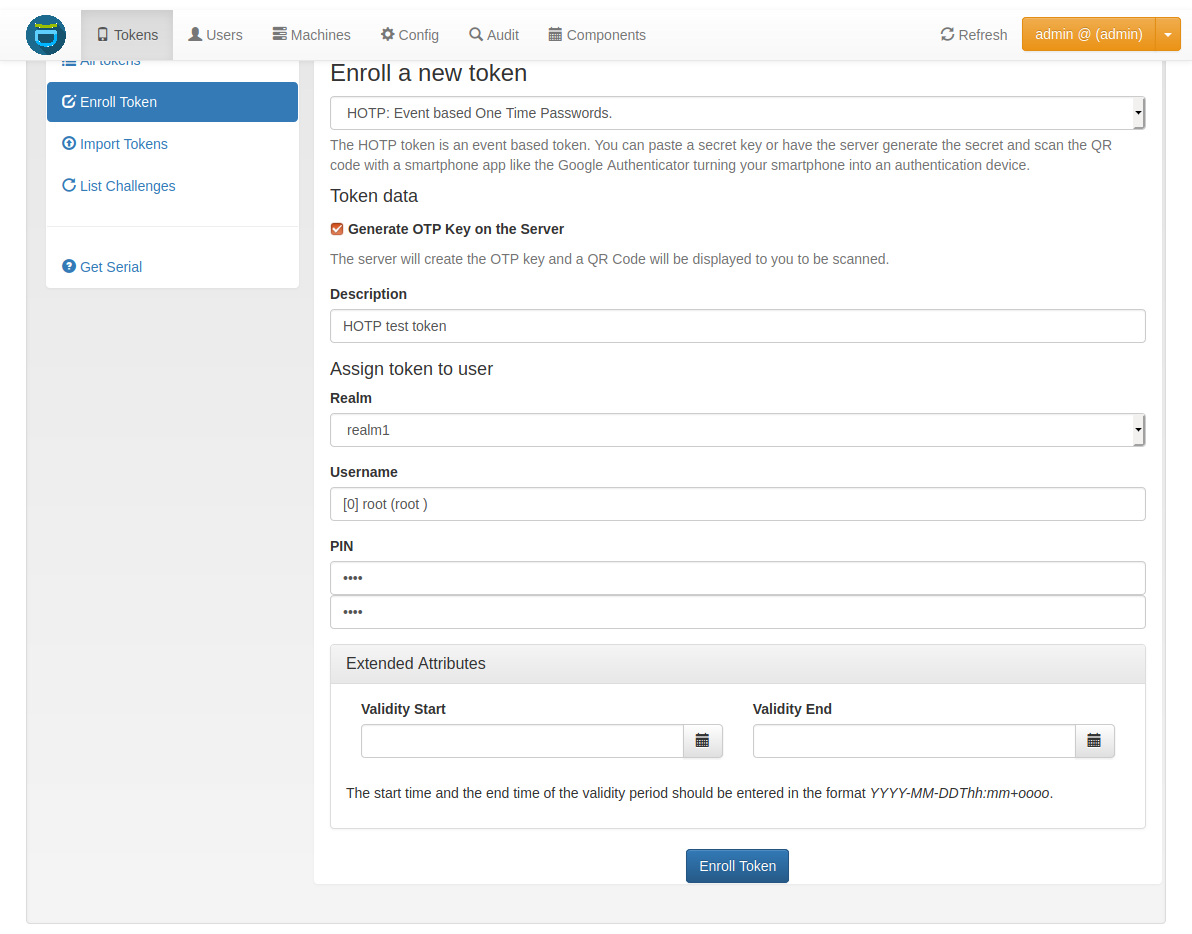 Tokens Users Machines Config Audit Components Refresh admin @ (admin)
All tokens
Enroll Token
Import Tokens
List Challenges
Get Serial
Enroll a new token
HOTP: Event based One Time Passwords.
The HOTP token is an event based token. You can paste a secret key or have the server generate the secret and scan the QR
code with a smartphone app like the Google Authenticator turning your smartphone into an authentication device.
Token data
Generate OTP Key on the Server
The server will create the OTP key and a QR Code will be displayed to you to be scanned.
Description
HOTP test token
Assign token to user
Realm
realm1
Username
[0] root (root )
PIN
••••
••••
Extended Attributes
Validity Start Validity End
The start time and the end time of the validity period should be entered in the format YYYY-MM-DDThh:mm+oooo.
Enroll Token